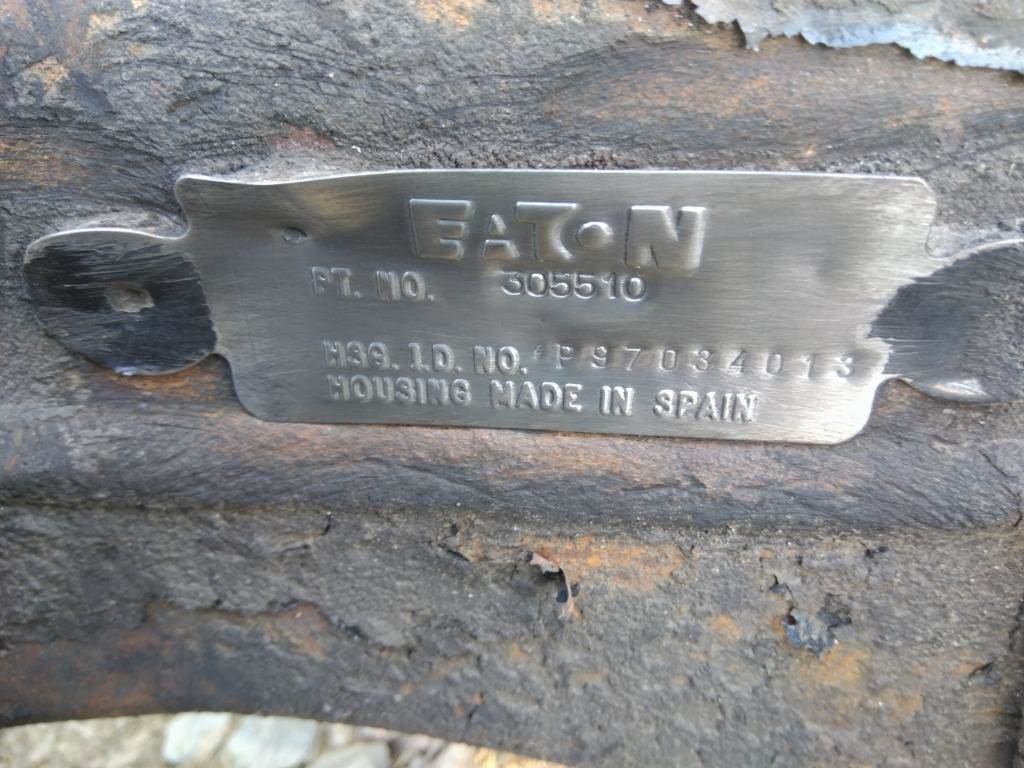 EATON
PT. NO. 305510
HSG. I.D. NO. P97034013
HOUSING MADE IN SPAIN